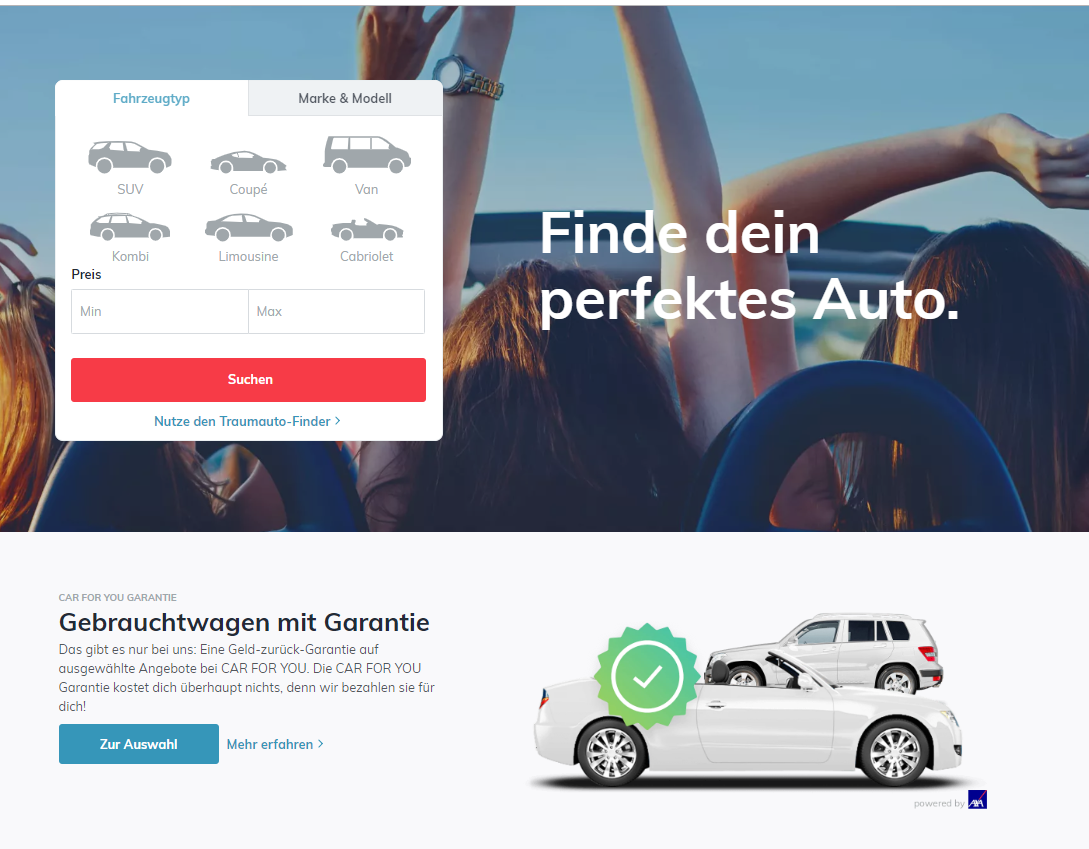 Fahrzeugtyp
Marke & Modell
SUV
Coupé
Van
Kombi
Limousine
Cabriolet
Preis
Min
Max
Suchen
Nutze den Traumauto-Finder
Finde dein
perfektes Auto.
CAR FOR YOU GARANTIE
Gebrauchtwagen mit Garantie
Das gibt es nur bei uns: Eine Geld-zurück-Garantie auf
ausgewählte Angebote bei CAR FOR YOU. Die CAR FOR YOU
Garantie kostet dich überhaupt nichts, denn wir bezahlen sie für
dich!
Zur Auswahl
Mehr erfahren
powered by AXA